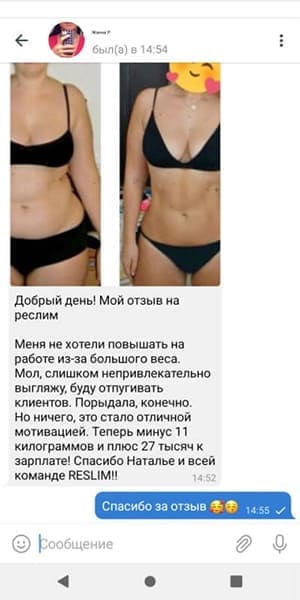 Жанна Р
был(а) в 14:54
Добрый день! Мой отзыв на
реслим
Меня не хотели повышать на
работе из-за большого веса.
Мол, слишком непривлекательно
выгляжу, буду отпугивать
клиентов. Порыдала, конечно.
Но ничего, это стало отличной
мотивацией. Теперь минус 11
килограммов и плюс 27 тысяч к
зарплате! Спасибо Наталье и всей
команде RESLIM!!
14:52
Спасибо за отзыв 🥰🥳 14:55
Сообщение